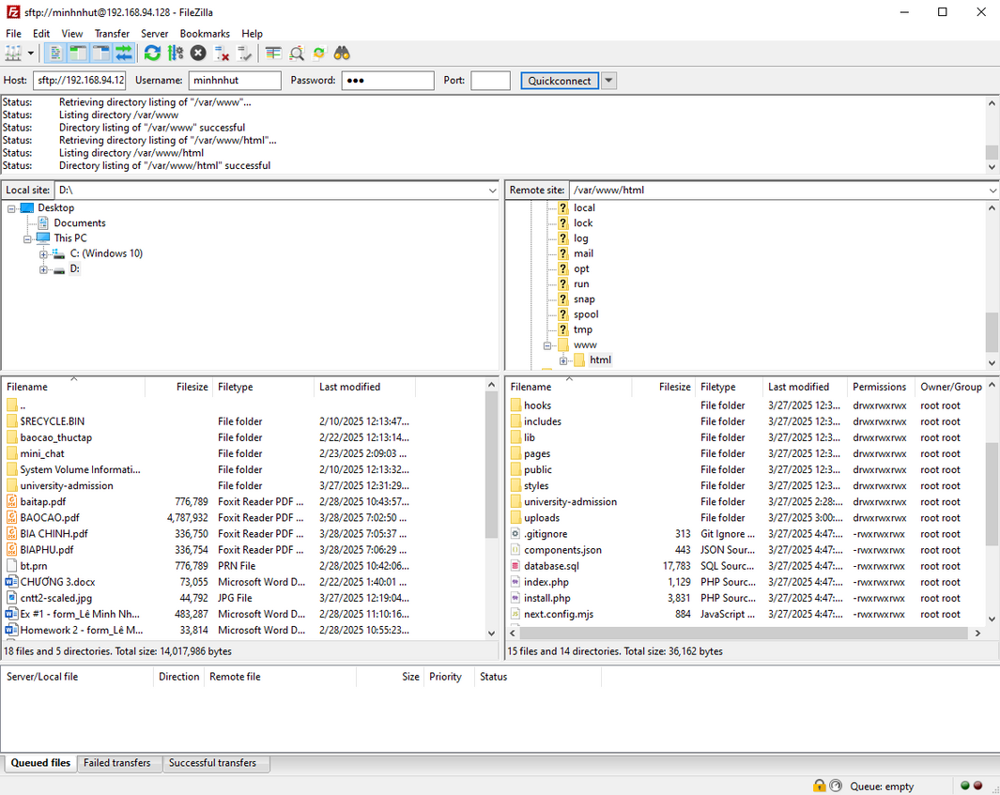 sftp://minhnhut@192.168.94.128 - FileZilla
File Edit View Transfer Server Bookmarks Help
Host: sftp://192.168.94.12 Username: minhnhut Password: ●●● Port: Quickconnect
Status: Retrieving directory listing of "/var/www"...
Status: Listing directory /var/www
Status: Directory listing of "/var/www" successful
Status: Retrieving directory listing of "/var/www/html"...
Status: Listing directory /var/www/html
Status: Directory listing of "/var/www/html" successful
Local site: D:\
Desktop
Documents
This PC
C: (Windows 10)
D:
Remote site: /var/www/html
local
lock
log
mail
opt
run
snap
spool
tmp
www
html
Filename Filesize Filetype Last modified
..
$RECYCLE.BIN File folder 2/10/2025 12:13:47...
baocao_thuctap File folder 2/22/2025 12:13:14...
mini_chat File folder 2/23/2025 2:09:03 ...
System Volume Informati... File folder 2/10/2025 12:13:32...
university-admission File folder 3/27/2025 12:31:29...
baitap.pdf 776,789 Foxit Reader PDF ... 2/28/2025 10:43:57...
BAOCAO.pdf 4,787,932 Foxit Reader PDF ... 3/28/2025 7:02:50 ...
BIA CHINH.pdf 336,750 Foxit Reader PDF ... 3/28/2025 7:05:37 ...
BIAPHU.pdf 336,754 Foxit Reader PDF ... 3/28/2025 7:06:29 ...
bt.prn 776,789 PRN File 2/28/2025 10:42:06...
CHƯƠNG 3.docx 73,055 Microsoft Word D... 2/22/2025 1:40:01 ...
cntt2-scaled.jpg 44,792 JPG File 3/27/2025 12:19:04...
Ex #1 - form_Lê Minh Nh... 483,287 Microsoft Word D... 2/28/2025 11:10:16...
Homework 2 - form_Lê M... 33,814 Microsoft Word D... 2/28/2025 10:55:23...
18 files and 5 directories. Total size: 14,017,986 bytes
Filename Filesize Filetype Last modified Permissions Owner/Group
hooks File folder 3/27/2025 12:3... drwxrwxrwx root root
includes File folder 3/27/2025 12:3... drwxrwxrwx root root
lib File folder 3/27/2025 12:3... drwxrwxrwx root root
pages File folder 3/27/2025 12:3... drwxrwxrwx root root
public File folder 3/27/2025 12:3... drwxrwxrwx root root
styles File folder 3/27/2025 12:3... drwxrwxrwx root root
university-admission File folder 3/27/2025 2:28:... drwxrwxrwx root root
uploads File folder 3/27/2025 3:00:... drwxrwxrwx root root
.gitignore 313 Git Ignore ... 3/27/2025 4:47:... -rwxrwxrwx root root
components.json 443 JSON Sour... 3/27/2025 4:47:... -rwxrwxrwx root root
database.sql 17,783 SQL Sourc... 3/27/2025 4:47:... -rwxrwxrwx root root
index.php 1,129 PHP Sourc... 3/27/2025 4:47:... -rwxrwxrwx root root
install.php 3,831 PHP Sourc... 3/27/2025 4:47:... -rwxrwxrwx root root
next.config.mjs 884 JavaScript ... 3/27/2025 4:47:... -rwxrwxrwx root root
15 files and 14 directories. Total size: 36,162 bytes
Server/Local file Direction Remote file Size Priority Status
Queued files Failed transfers Successful transfers
Queue: empty